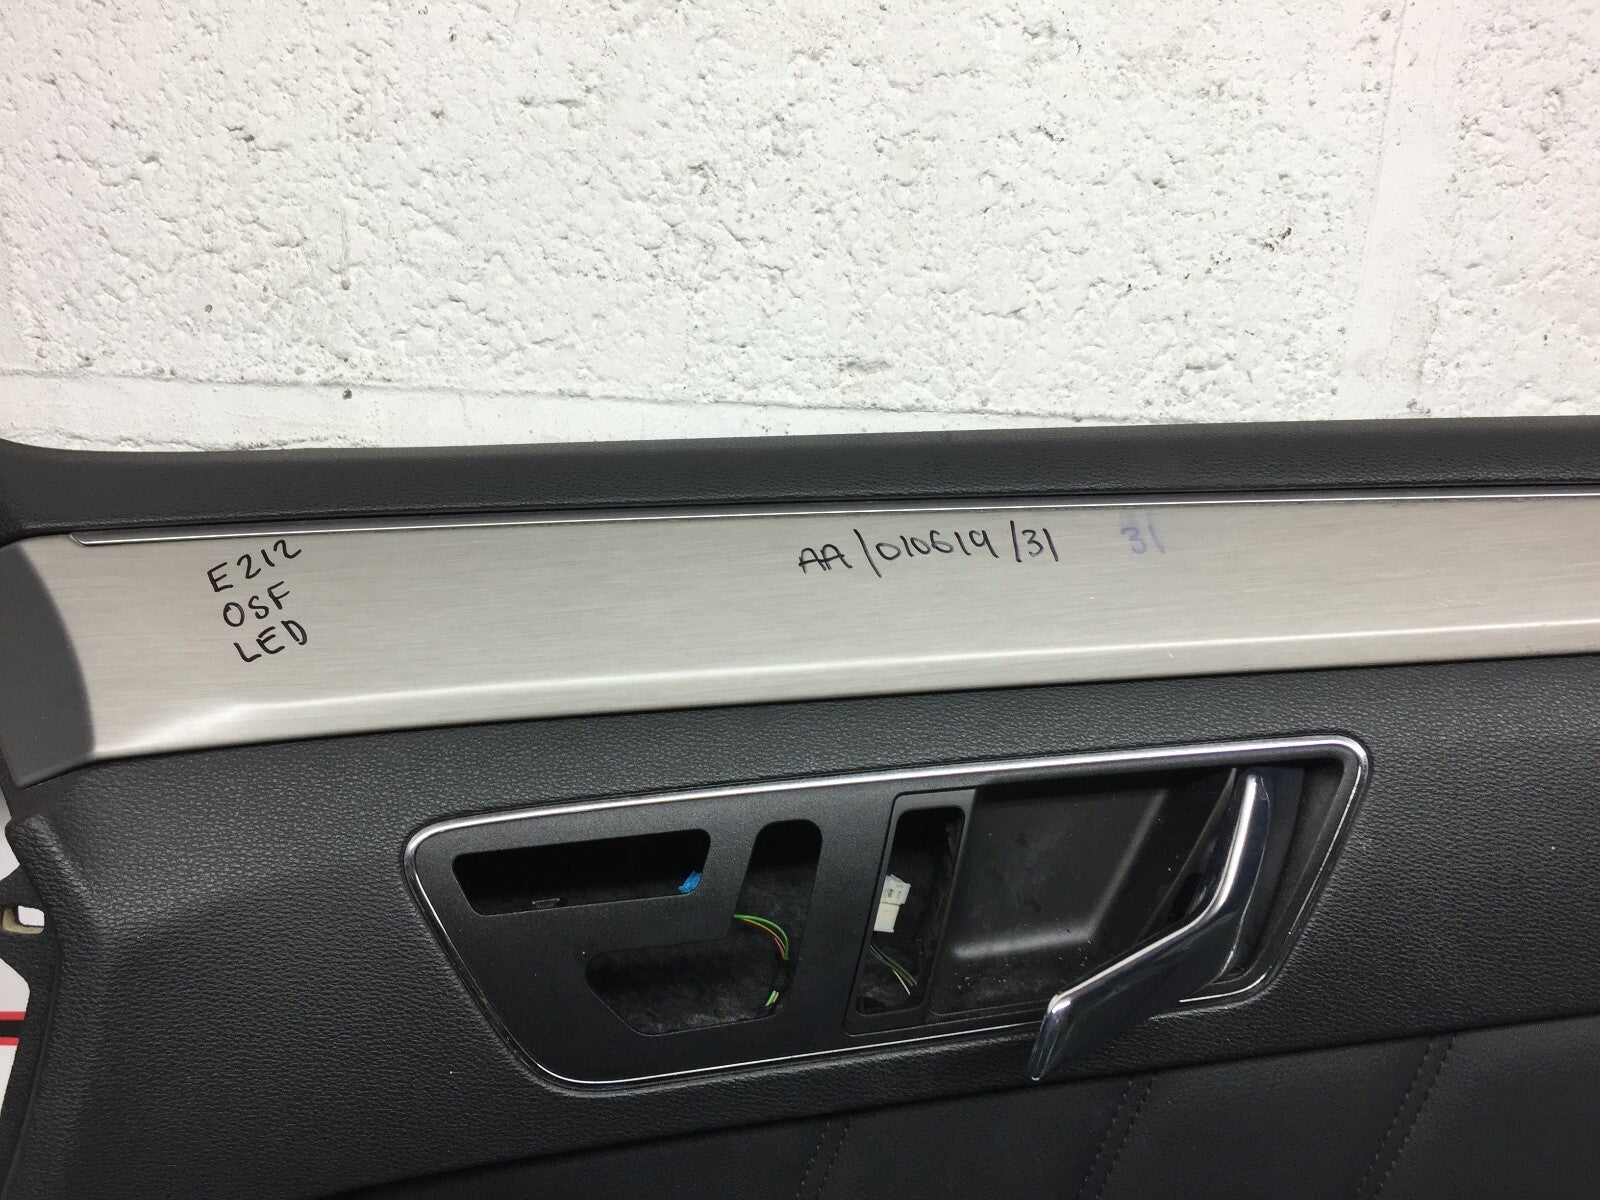 E212
OSF
LED
AA/010619/31
31